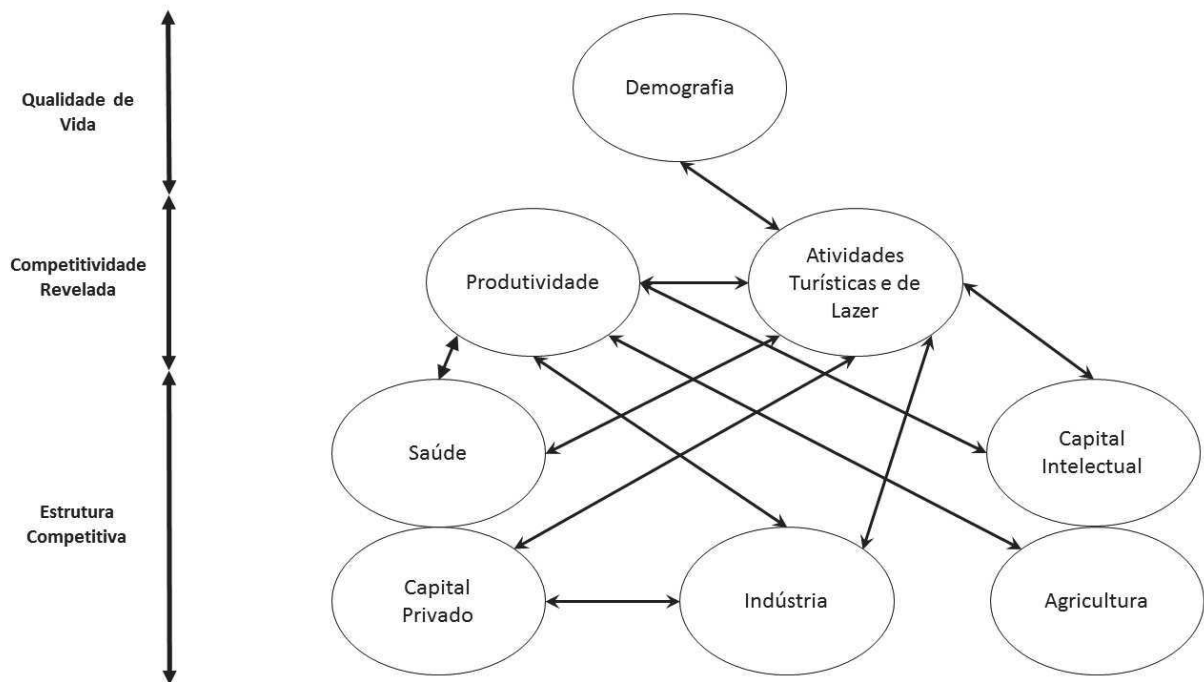 Qualidade de
Vida
Demografia
Competitividade
Revelada
Produtividade
Atividades
Turísticas e de
Lazer
Estrutura
Competitiva
Saúde
Capital
Intelectual
Capital
Privado
Indústria
Agricultura